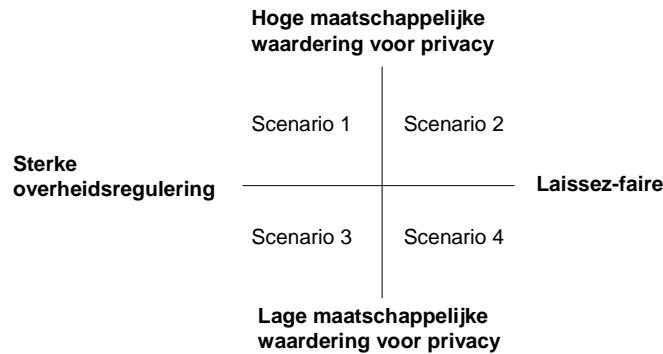 Hoge maatschappelijke
waardering voor privacy
Scenario 1
Scenario 2
Sterke
overheidsregulering
Laissez-faire
Scenario 3
Scenario 4
Lage maatschappelijke
waardering voor privacy